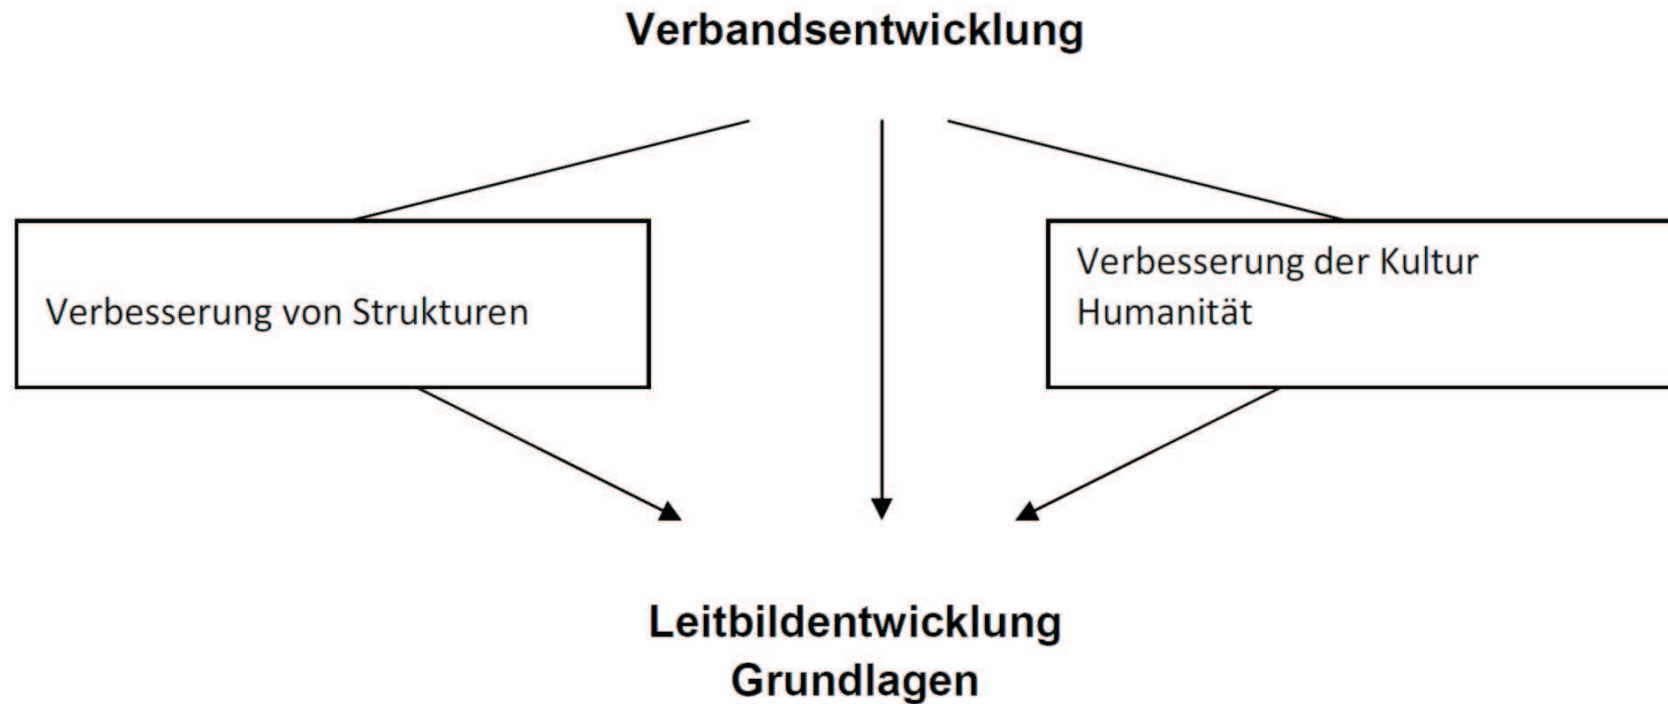 Verbandsentwicklung
Verbesserung von Strukturen
Verbesserung der Kultur
Humanität
Leitbildentwicklung
Grundlagen